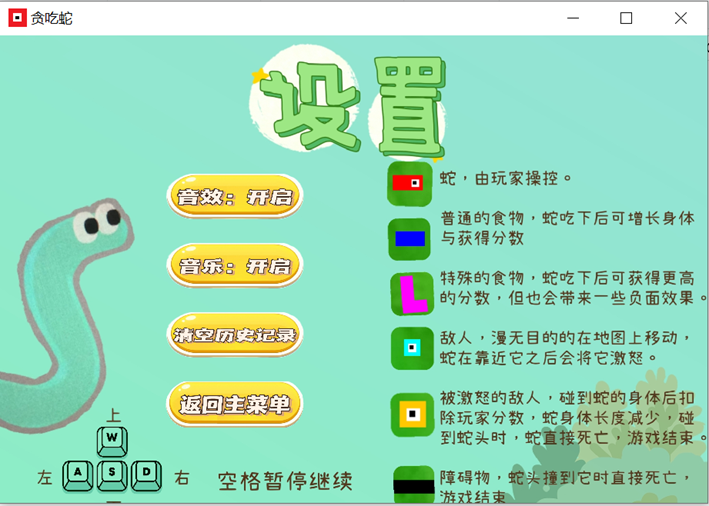 贪吃蛇
设置
音效：开启
音乐：开启
清空历史记录
返回主菜单
蛇，由玩家操控。
普通的食物，蛇吃下后可增长身体
与获得分数
特殊的食物，蛇吃下后可获得更高
的分数，但也会带来一些负面效果。
敌人，漫无目的的在地图上移动，
蛇在靠近它之后会将它激怒。
被激怒的敌人，碰到蛇的身体后扣
除玩家分数，蛇身体长度减少，碰
到蛇头时，蛇直接死亡，游戏结束。
障碍物，蛇头撞到它时直接死亡，
游戏结束
上
W
左
A
S
D
右
空格暂停继续